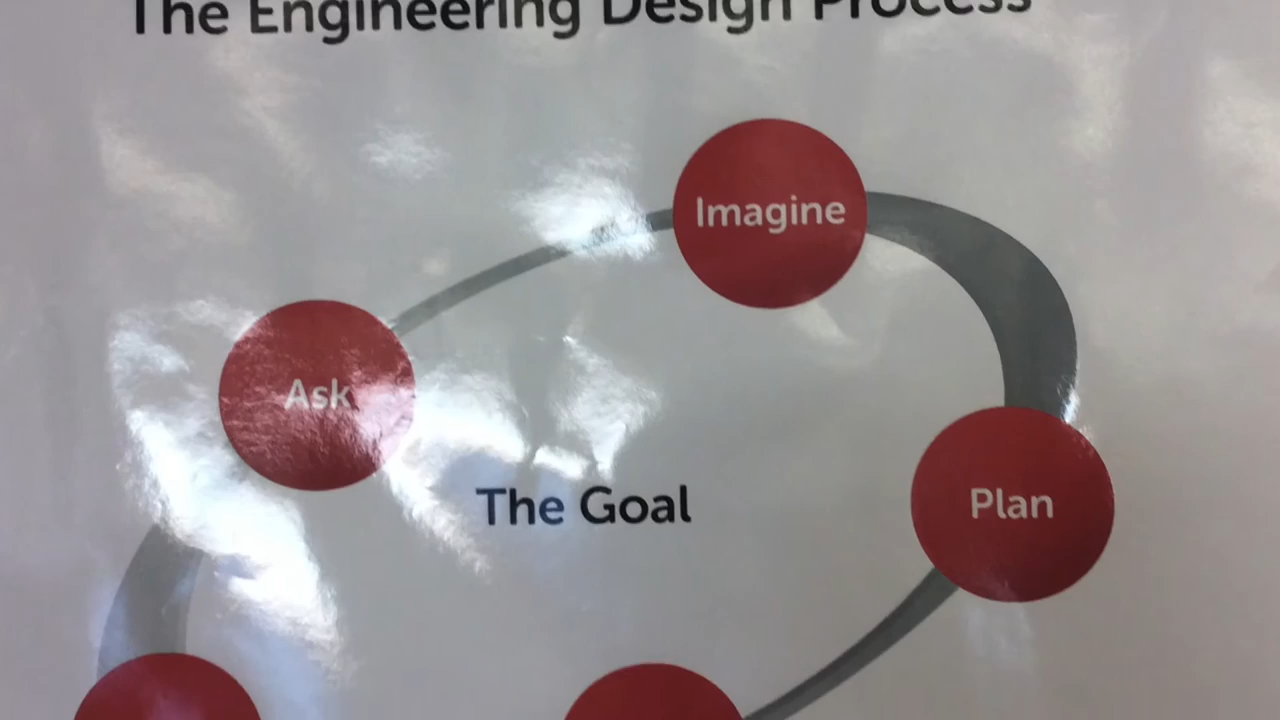 The Engineering Design Process
Imagine
Ask
The Goal
Plan